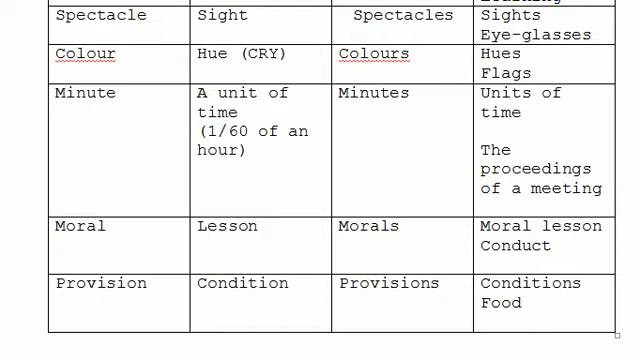 Spectacle Sight Spectacles Sights
Eye-glasses
Colour Hue (CRY) Colours Hues
Flags
Minute A unit of Minutes Units of
time time
(1/60 of an
hour) The
proceedings
of a meeting
Moral Lesson Morals Moral lesson
Conduct
Provision Condition Provisions Conditions
Food